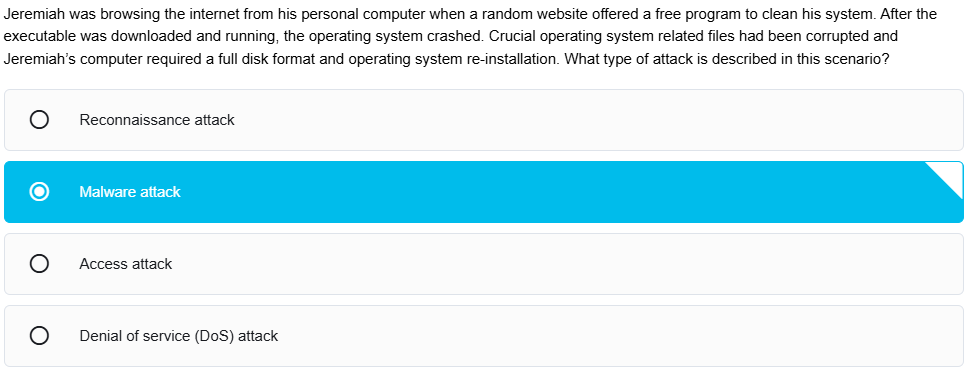 Jeremiah was browsing the internet from his personal computer when a random website offered a free program to clean his system. After the
executable was downloaded and running, the operating system crashed. Crucial operating system related files had been corrupted and
Jeremiah's computer required a full disk format and operating system re-installation. What type of attack is described in this scenario?
Reconnaissance attack
Malware attack
Access attack
Denial of service (DoS) attack